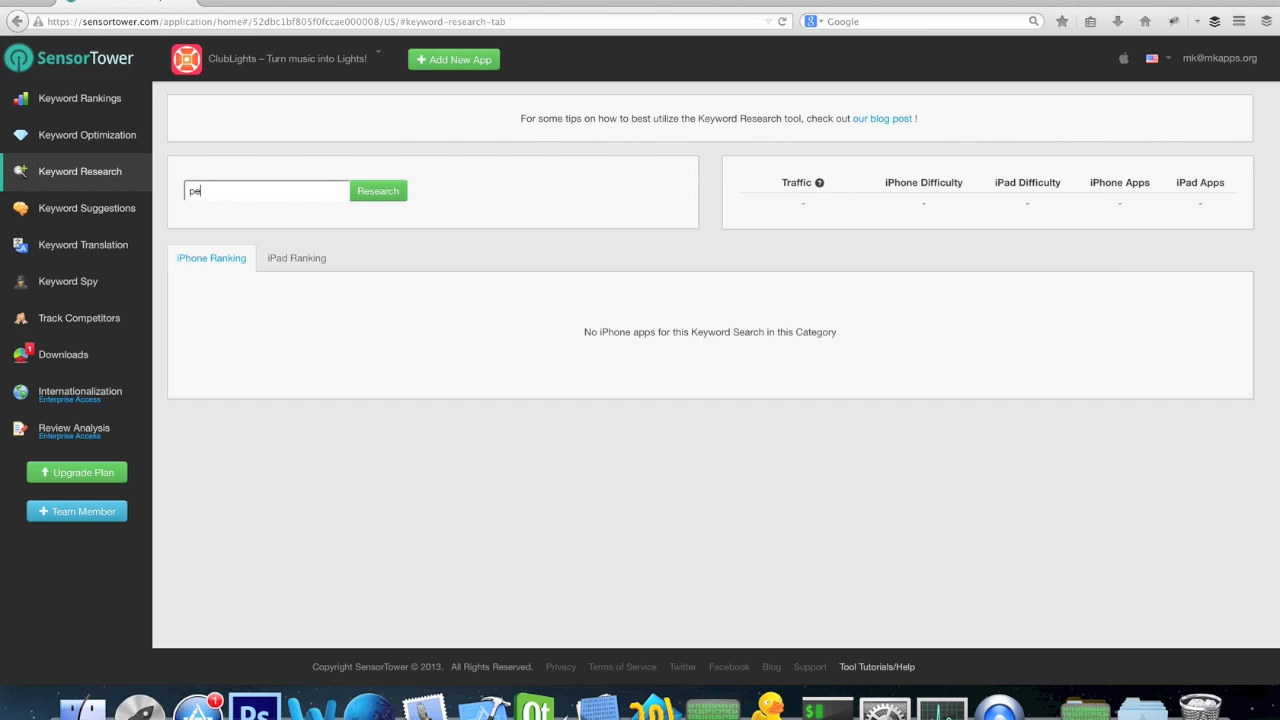 https://sensortower.com/application/home#/52dbc1bf805f0fccae000008/US/#keyword-research-tab
Google
SensorTower
ClubLights – Turn music into Lights!
+ Add New App
mk@mkapps.org
Keyword Rankings
Keyword Optimization
Keyword Research
Keyword Suggestions
Keyword Translation
Keyword Spy
Track Competitors
1
Downloads
Internationalization
Enterprise Access
Review Analysis
Enterprise Access
Upgrade Plan
+ Team Member
For some tips on how to best utilize the Keyword Research tool, check out our blog post !
pe
Research
Traffic ? iPhone Difficulty iPad Difficulty iPhone Apps iPad Apps
- - - - -
iPhone Ranking iPad Ranking
No iPhone apps for this Keyword Search in this Category
Copyright SensorTower © 2013. All Rights Reserved. Privacy Terms of Service Twitter Facebook Blog Support Tool Tutorials/Help
1
Ps
Qt
$